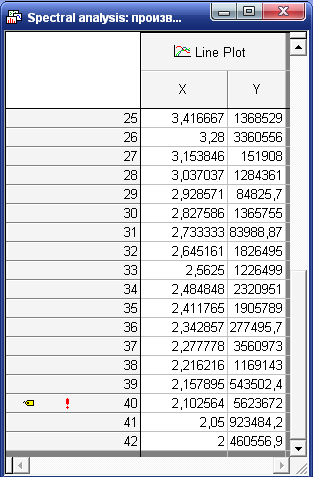 Spectral analysis: произв...
Line Plot
X Y
25 3,416667 1368529
26 3,28 3360556
27 3,153846 151908
28 3,037037 1284361
29 2,928571 84825,7
30 2,827586 1365755
31 2,733333 83988,87
32 2,645161 1826495
33 2,5625 1226499
34 2,484848 2320951
35 2,411765 1905789
36 2,342857 277495,7
37 2,277778 3560973
38 2,216216 1169143
39 2,157895 543502,4
40 2,102564 5623672
41 2,05 923484,2
42 2 460556,9